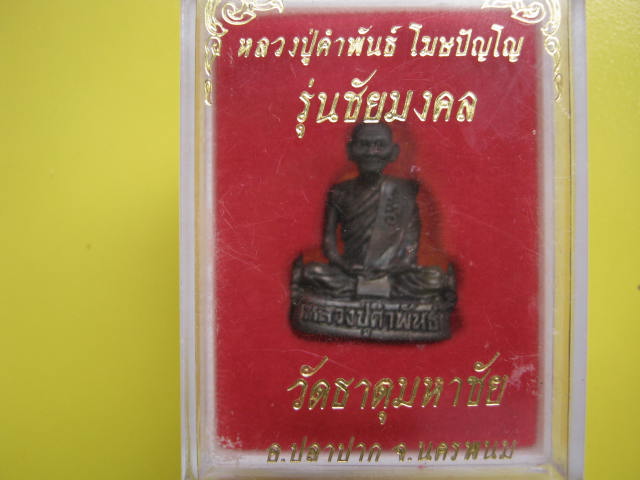 หลวงปู่คำพันธ์ โฆษปัญโญ
รุ่นชัยมงคล
หลวงปู่คำพันธ์
วัดธาตุมหาชัย
อ.ปลาปาก จ.นครพนม